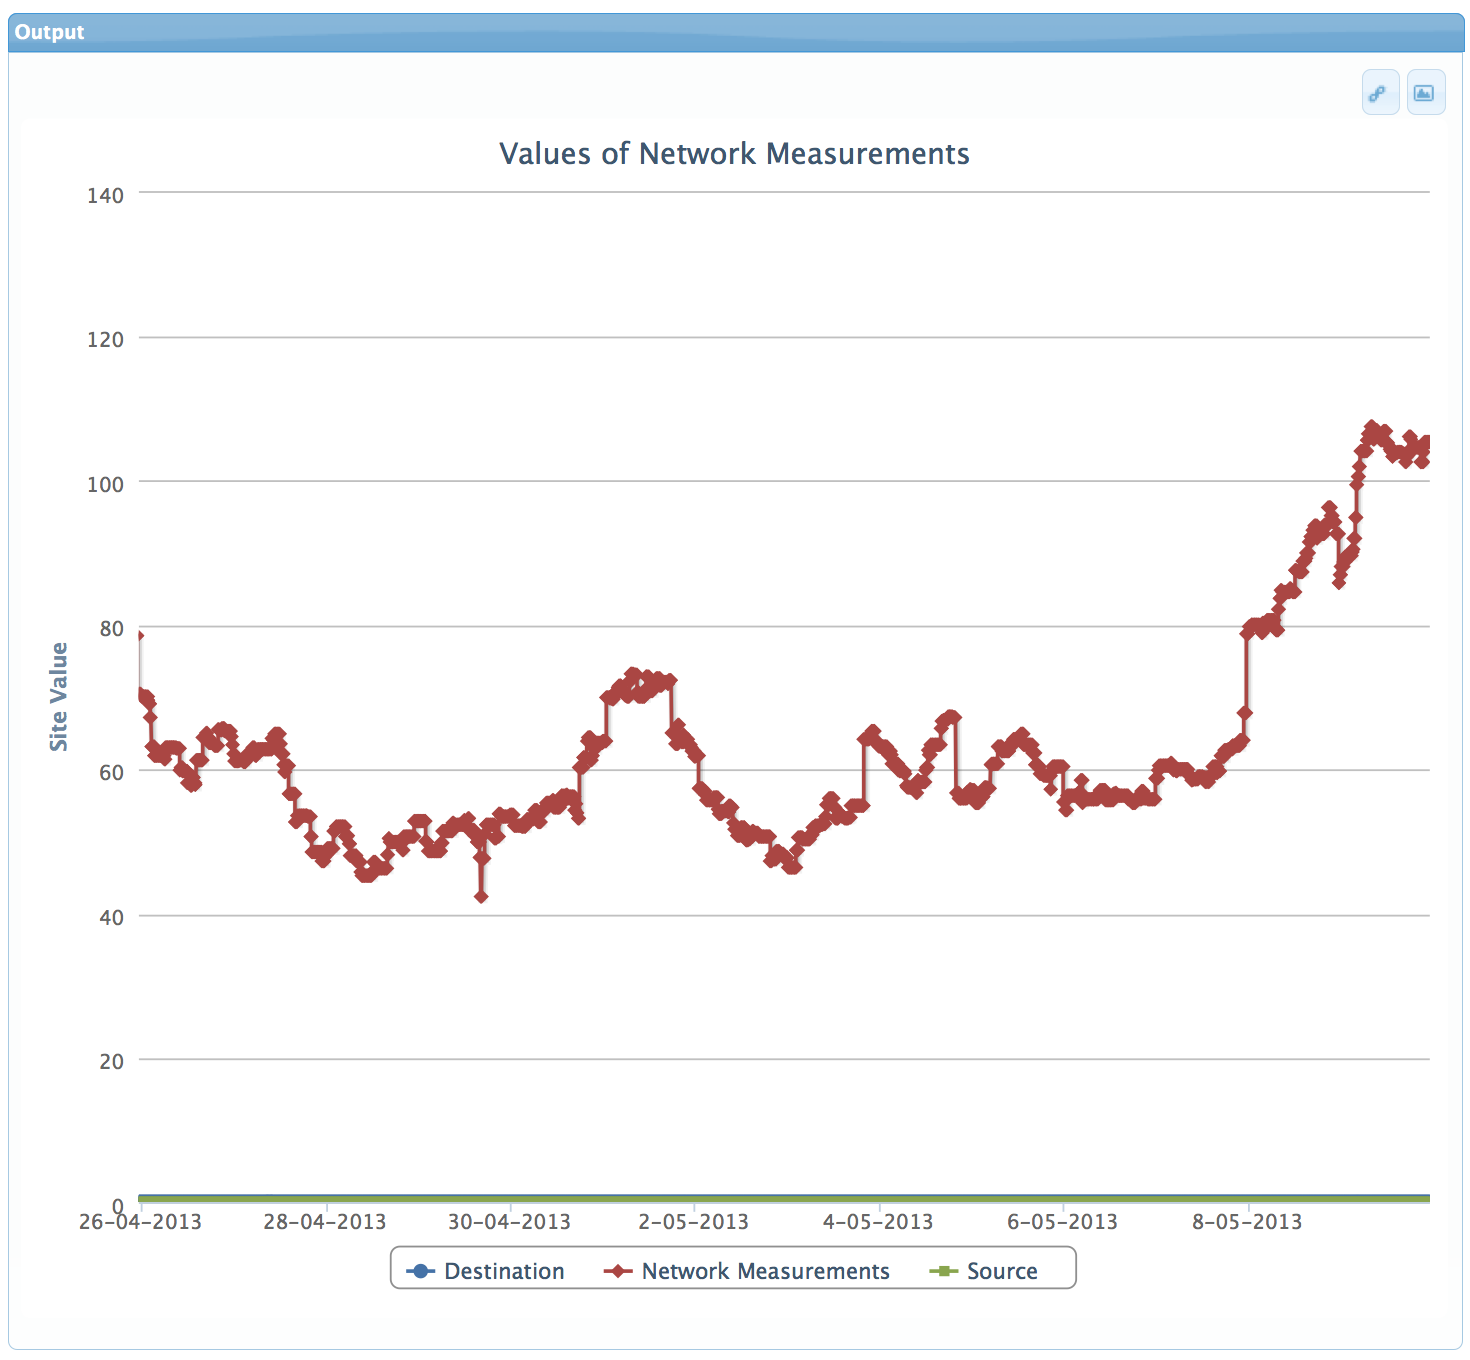 Output
Values of Network Measurements
140
120
100
80
60
40
20
0
Site Value
26-04-2013 28-04-2013 30-04-2013 2-05-2013 4-05-2013 6-05-2013 8-05-2013
Destination Network Measurements Source